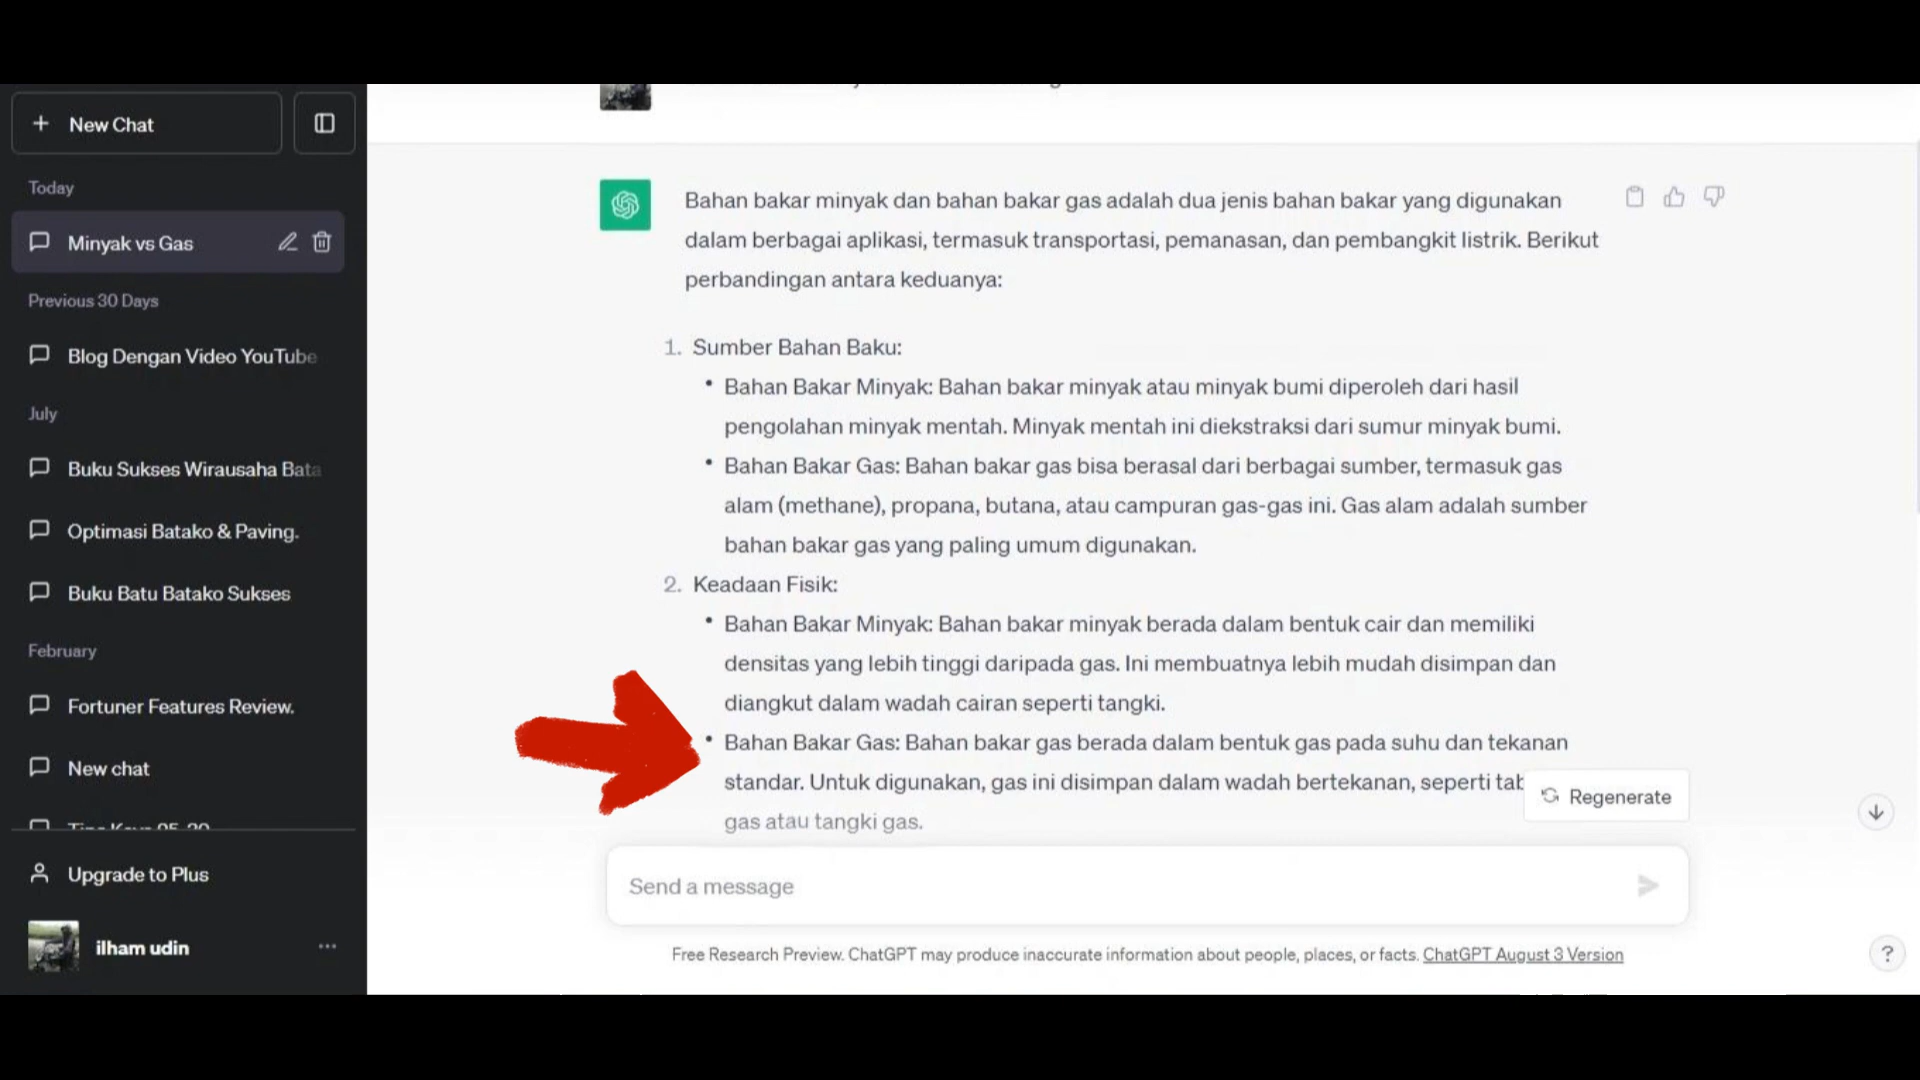 New Chat
Today
Minyak vs Gas
Previous 30 Days
Blog Dengan Video YouTube
July
Buku Sukses Wirausaha Bata
Optimasi Batako & Paving.
Buku Batu Batako Sukses
February
Fortuner Features Review.
New chat
Upgrade to Plus
ilham udin
Bahan bakar minyak dan bahan bakar gas adalah dua jenis bahan bakar yang digunakan
dalam berbagai aplikasi, termasuk transportasi, pemanasan, dan pembangkit listrik. Berikut
perbandingan antara keduanya:
1. Sumber Bahan Baku:
• Bahan Bakar Minyak: Bahan bakar minyak atau minyak bumi diperoleh dari hasil
pengolahan minyak mentah. Minyak mentah ini diekstraksi dari sumur minyak bumi.
• Bahan Bakar Gas: Bahan bakar gas bisa berasal dari berbagai sumber, termasuk gas
alam (methane), propana, butana, atau campuran gas-gas ini. Gas alam adalah sumber
bahan bakar gas yang paling umum digunakan.
2. Keadaan Fisik:
• Bahan Bakar Minyak: Bahan bakar minyak berada dalam bentuk cair dan memiliki
densitas yang lebih tinggi daripada gas. Ini membuatnya lebih mudah disimpan dan
diangkut dalam wadah cairan seperti tangki.
• Bahan Bakar Gas: Bahan bakar gas berada dalam bentuk gas pada suhu dan tekanan
standar. Untuk digunakan, gas ini disimpan dalam wadah bertekanan, seperti tab
gas atau tangki gas.
Regenerate
Send a message
Free Research Preview. ChatGPT may produce inaccurate information about people, places, or facts. ChatGPT August 3 Version
?